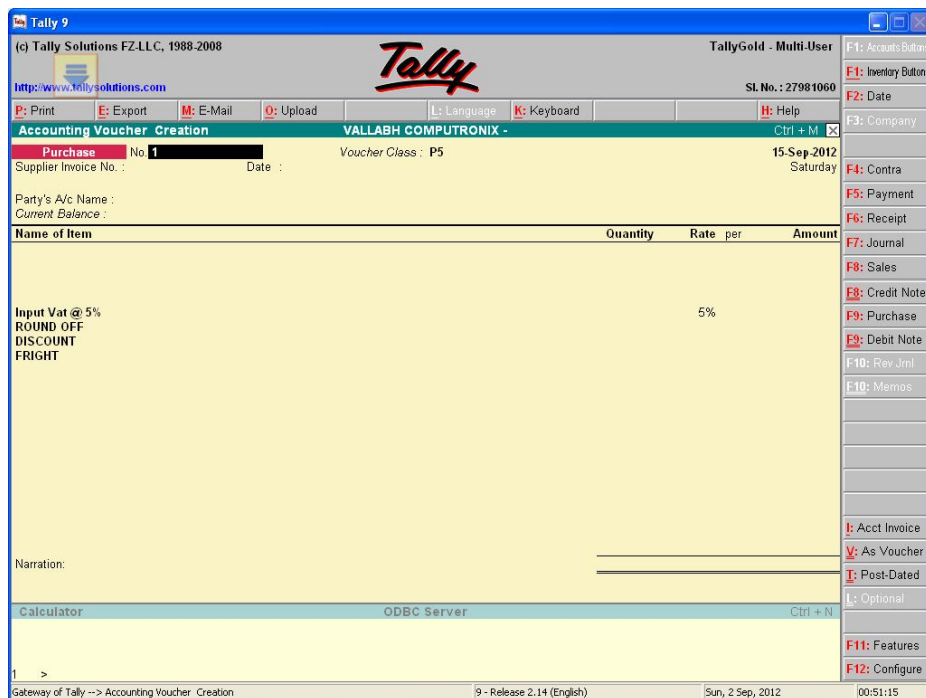 Tally 9
(c) Tally Solutions FZ-LLC, 1988-2008
Tally
TallyGold - Multi-User
http://www.tallysolutions.com
Sl. No. : 27981060
P: Print E: Export M: E-Mail O: Upload L: Language K: Keyboard H: Help
Accounting Voucher Creation VALLABH COMPUTRONIX - Ctrl + M
Purchase No. 1 Voucher Class : P5 15-Sep-2012
Supplier Invoice No. : Date : Saturday
Party's A/c Name :
Current Balance :
Name of Item Quantity Rate per Amount
Input Vat @ 5% 5%
ROUND OFF
DISCOUNT
FRIGHT
Narration:
Calculator ODBC Server Ctrl + N
1 >
Gateway of Tally --> Accounting Voucher Creation 9 - Release 2.14 (English) Sun, 2 Sep, 2012 00:51:15
F1: Accounts Button
F1: Inventory Button
F2: Date
F3: Company
F4: Contra
F5: Payment
F6: Receipt
F7: Journal
F8: Sales
F8: Credit Note
F9: Purchase
F9: Debit Note
F10: Rev Jrnl
F10: Memos
I: Acct Invoice
V: As Voucher
T: Post-Dated
L: Optional
F11: Features
F12: Configure